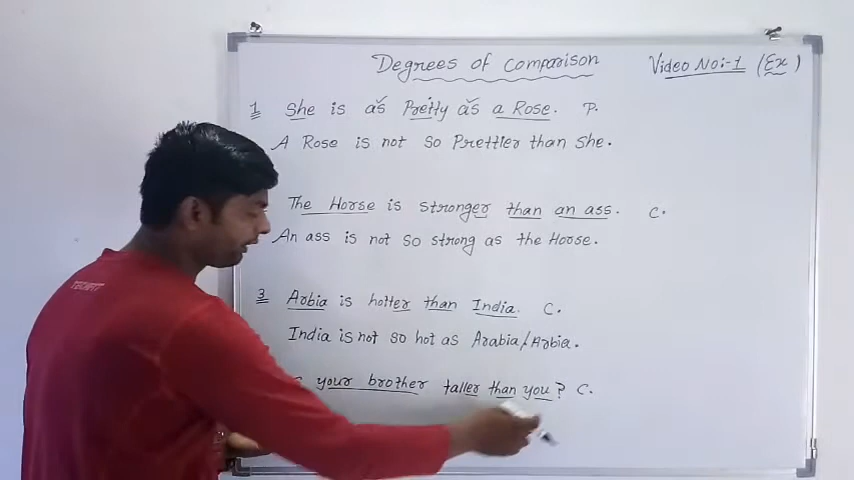 Degrees of Comparison
Video No:-1 (Ex)
1 She is as Pretty as a Rose. P.
A Rose is not so Prettier than She.
The Horse is stronger than an ass. C.
An ass is not so strong as the Horse.
3 Arbia is hotter than India. C.
India is not so hot as Arabia/Arbia.
your brother taller than you? C.
TECHFIT